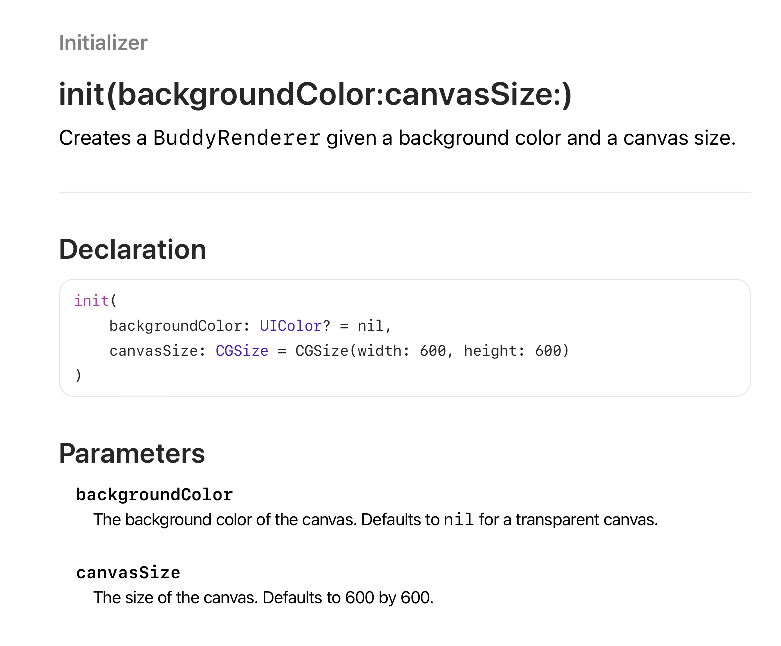 Initializer
init(backgroundColor:canvasSize:)
Creates a BuddyRenderer given a background color and a canvas size.
Declaration
init(
    backgroundColor: UIColor? = nil,
    canvasSize: CGSize = CGSize(width: 600, height: 600)
)
Parameters
backgroundColor
The background color of the canvas. Defaults to nil for a transparent canvas.
canvasSize
The size of the canvas. Defaults to 600 by 600.